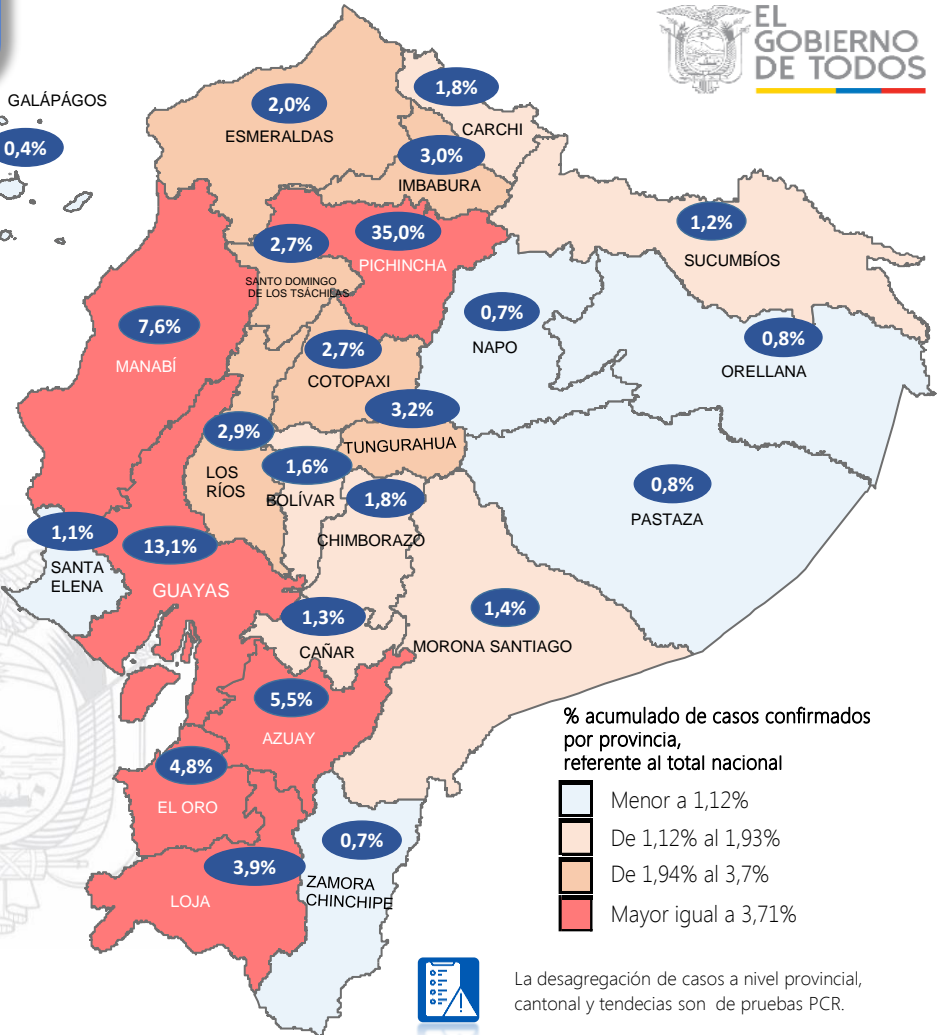 EL
GOBIERNO
DE TODOS
GALÁPÁGOS
0,4%
2,0%
ESMERALDAS
1,8%
CARCHI
3,0%
IMBABURA
1,2%
SUCUMBÍOS
2,7%
SANTO DOMINGO
DE LOS TSÁCHILAS
35,0%
PICHINCHA
7,6%
MANABÍ
0,7%
NAPO
0,8%
ORELLANA
2,7%
COTOPAXI
3,2%
TUNGURAHUA
2,9%
LOS
RÍOS
1,6%
BOLÍVAR
1,8%
CHIMBORAZO
0,8%
PASTAZA
1,1%
SANTA
ELENA
13,1%
GUAYAS
1,3%
CAÑAR
1,4%
MORONA SANTIAGO
5,5%
AZUAY
4,8%
EL ORO
3,9%
LOJA
0,7%
ZAMORA
CHINCHIPE
% acumulado de casos confirmados
por provincia,
referente al total nacional
Menor a 1,12%
De 1,12% al 1,93%
De 1,94% al 3,7%
Mayor igual a 3,71%
La desagregación de casos a nivel provincial,
cantonal y tendecias son de pruebas PCR.